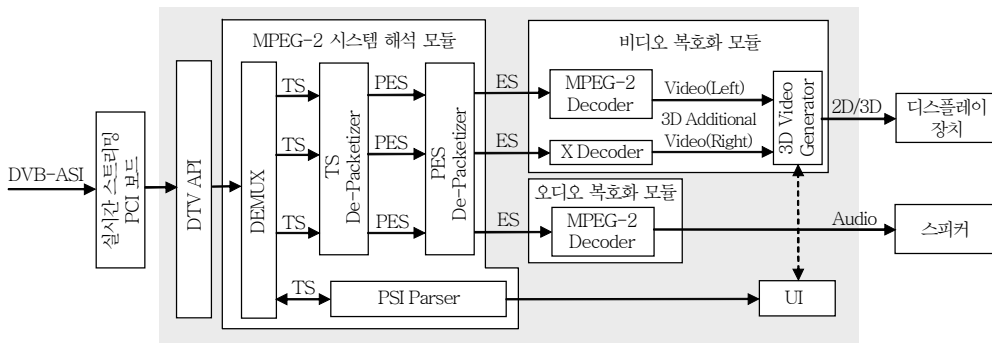 MPEG-2 시스템 해석 모듈
비디오 복호화 모듈
DVB-ASI
실시간 스트리밍
PCI 보드
DTV API
DEMUX
TS
TS
TS
TS
TS
De-Packetizer
PES
PES
PES
PES
De-Packetizer
ES
ES
ES
MPEG-2
Decoder
Video(Left)
3D Additional
Video(Right)
X Decoder
3D Video
Generator
2D/3D
디스플레이
장치
오디오 복호화 모듈
MPEG-2
Decoder
Audio
스피커
PSI Parser
UI